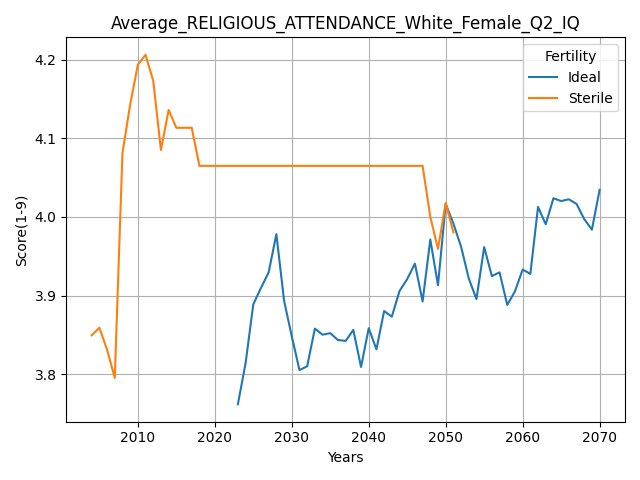 Average_RELIGIOUS_ATTENDANCE_White_Female_Q2_IQ
Fertility
Ideal
Sterile
Score(1-9)
4.2
4.1
4.0
3.9
3.8
2010 2020 2030 2040 2050 2060 2070
Years